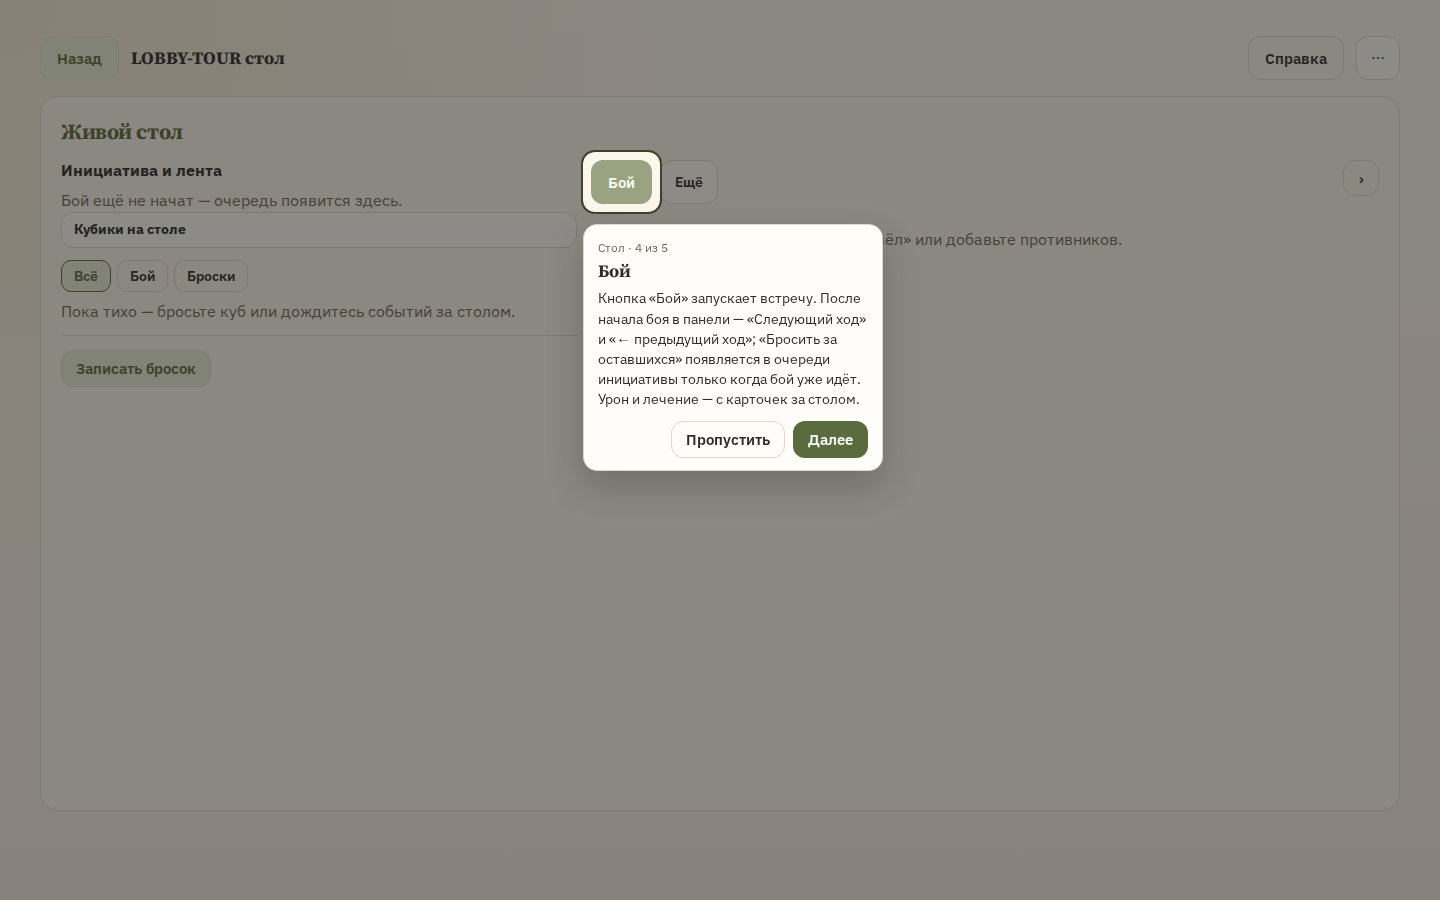 Назад
LOBBY-TOUR стол
Справка
...
Живой стол
Инициатива и лента
Бой ещё не начат — очередь появится здесь.
Кубики на столе
Всё
Бой
Броски
Пока тихо — бросьте куб или дождитесь событий за столом.
Записать бросок
Бой
Ещё
›
ёл» или добавьте противников.
Стол · 4 из 5
Бой
Кнопка «Бой» запускает встречу. После
начала боя в панели — «Следующий ход»
и «← предыдущий ход»; «Бросить за
оставшихся» появляется в очереди
инициативы только когда бой уже идёт.
Урон и лечение — с карточек за столом.
Пропустить
Далее